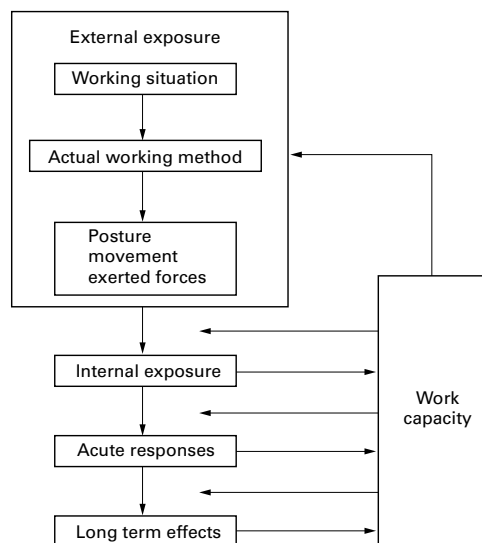 External exposure
Working situation
Actual working method
Posture
movement
exerted forces
Internal exposure
Work
capacity
Acute responses
Long term effects